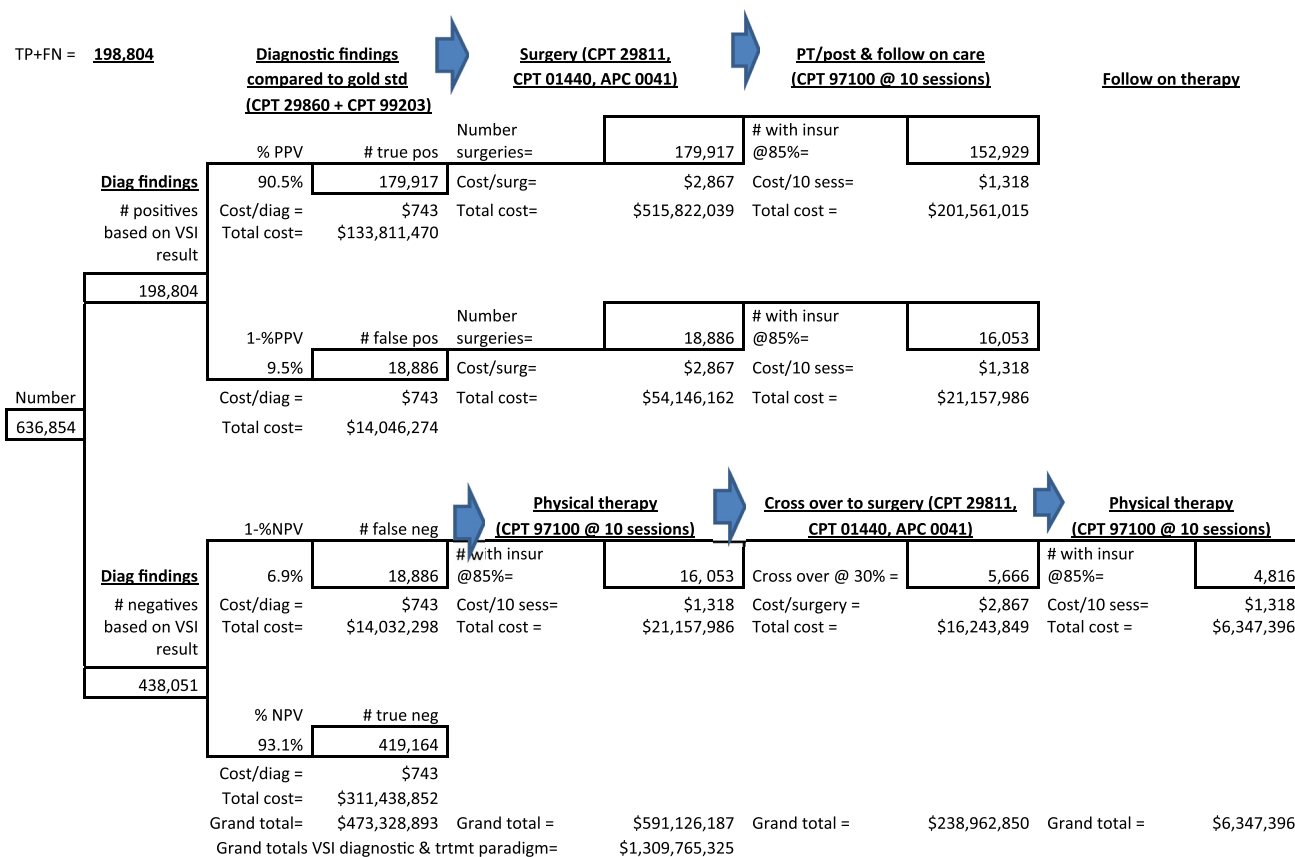 TP+FN = 198,804
Diagnostic findings
compared to gold std
(CPT 29860 + CPT 99203)
Surgery (CPT 29811,
CPT 01440, APC 0041)
PT/post & follow on care
(CPT 97100 @ 10 sessions)
Follow on therapy
% PPV # true pos
Number
surgeries= 179,917
# with insur
@85%= 152,929
Diag findings 90.5% 179,917 Cost/surg= $2,867 Cost/10 sess= $1,318
# positives
based on VSI
result
Cost/diag = $743 Total cost= $515,822,039 Total cost = $201,561,015
Total cost= $133,811,470
198,804
1-%PPV # false pos
Number
surgeries= 18,886
# with insur
@85%= 16,053
9.5% 18,886 Cost/surg= $2,867 Cost/10 sess= $1,318
Number
636,854
Cost/diag = $743 Total cost= $54,146,162 Total cost = $21,157,986
Total cost= $14,046,274
Physical therapy
(CPT 97100 @ 10 sessions)
Cross over to surgery (CPT 29811,
CPT 01440, APC 0041)
Physical therapy
(CPT 97100 @ 10 sessions)
1-%NPV # false neg
# with insur
@85%= 16, 053
Cross over @ 30% = 5,666
# with insur
@85%= 4,816
Diag findings 6.9% 18,886
# negatives
based on VSI
result
Cost/diag = $743 Cost/10 sess= $1,318 Cost/surgery = $2,867 Cost/10 sess= $1,318
Total cost= $14,032,298 Total cost = $21,157,986 Total cost = $16,243,849 Total cost = $6,347,396
438,051
% NPV # true neg
93.1% 419,164
Cost/diag = $743
Total cost= $311,438,852
Grand total= $473,328,893 Grand total = $591,126,187 Grand total = $238,962,850 Grand total = $6,347,396
Grand totals VSI diagnostic & trtmt paradigm= $1,309,765,325